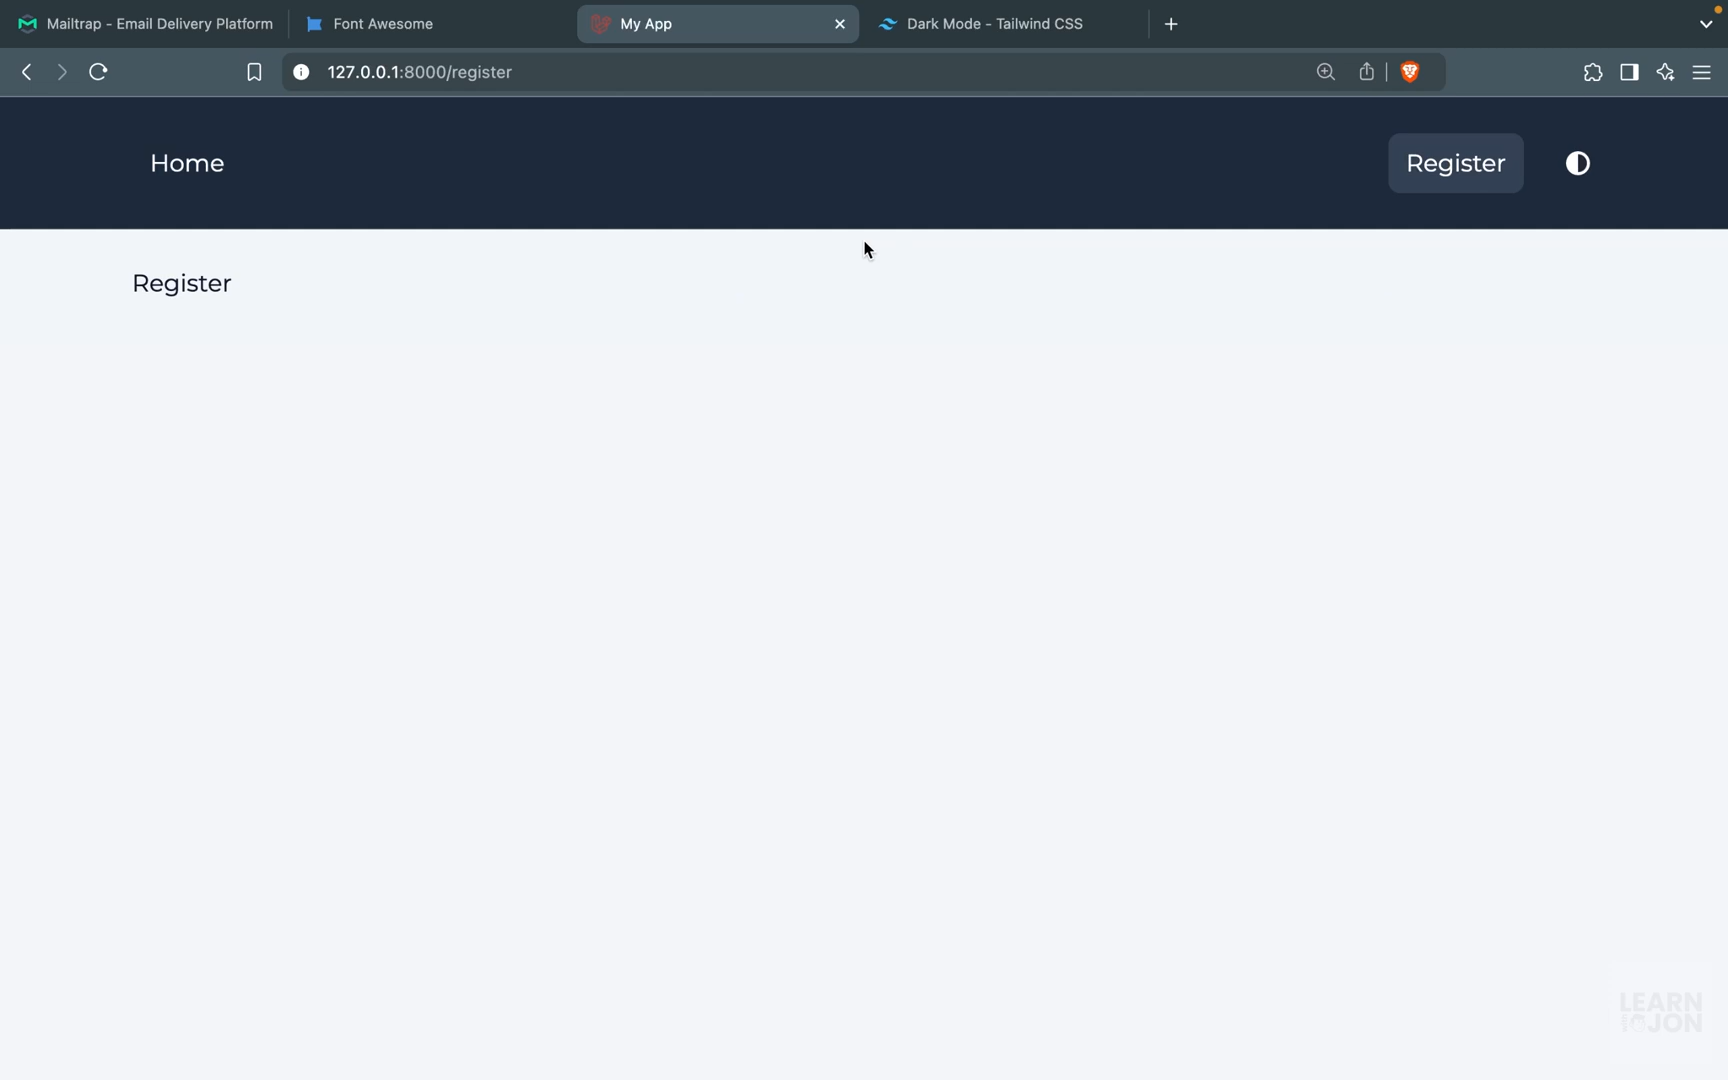 Mailtrap - Email Delivery Platform
Font Awesome
My App
Dark Mode - Tailwind CSS
127.0.0.1:8000/register
Home
Register
Register
LEARN
JON